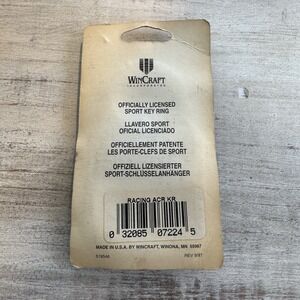 WINCRAFT
INCORPORATED
OFFICIALLY LICENSED
SPORT KEY RING
LLAVERO SPORT
OFICIAL LICENCIADO
OFFICIELLEMENT PATENTE
LES PORTE-CLEFS DE SPORT
OFFIZIELL LIZENSIERTER
SPORT-SCHLÜSSELANHÄNGER
RACING ACR KR
0 32085 07224 5
MADE IN U.S.A. BY WINCRAFT, WINONA, MN 55987
REV 9/97